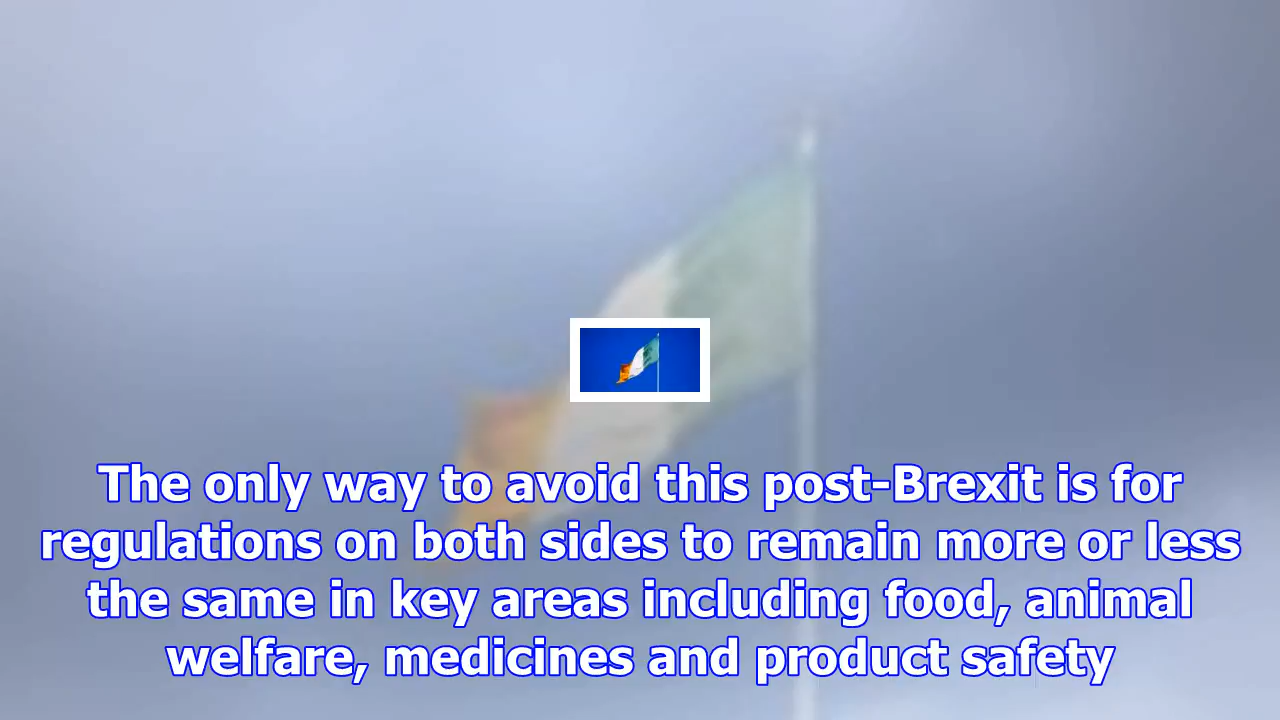 The only way to avoid this post-Brexit is for
regulations on both sides to remain more or less
the same in key areas including food, animal
welfare, medicines and product safety